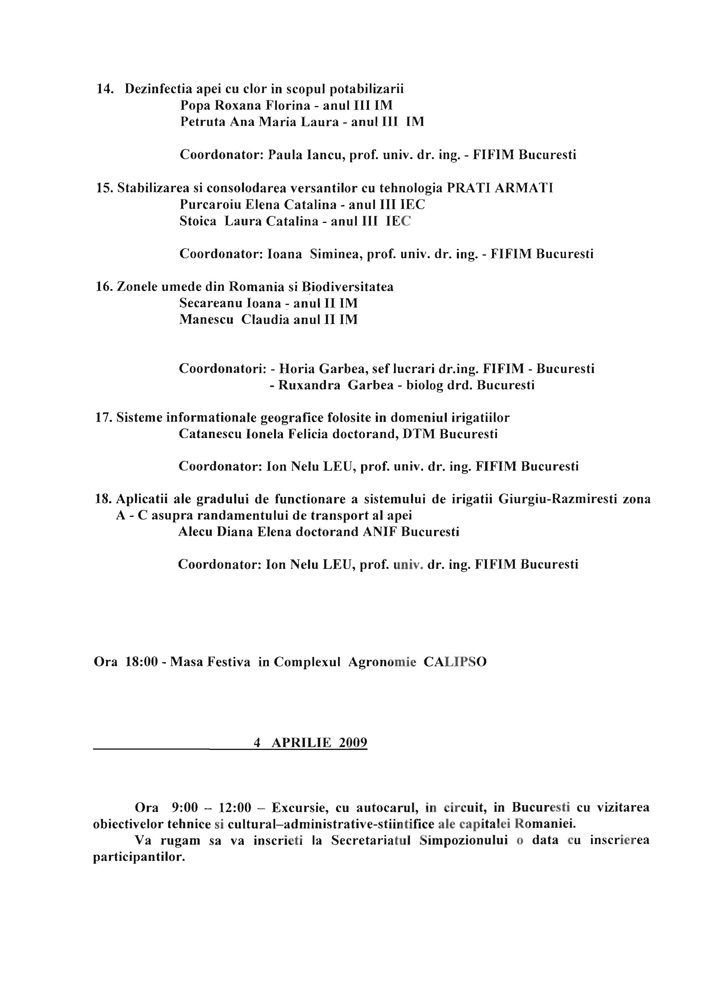 14. Dezinfectia apei cu clor in scopul potabilizarii
Popa Roxana Florina - anul III IM
Petruta Ana Maria Laura - anul III IM
Coordonator: Paula Iancu, prof. univ. dr. ing. - FIFIM Bucuresti
15. Stabilizarea si consolodarea versantilor cu tehnologia PRATI ARMATI
Purcaroiu Elena Catalina - anul III IEC
Stoica Laura Catalina - anul III IEC
Coordonator: Ioana Siminea, prof. univ. dr. ing. - FIFIM Bucuresti
16. Zonele umede din Romania si Biodiversitatea
Secareanu Ioana - anul II IM
Manescu Claudia anul II IM
Coordonatori: - Horia Garbea, sef lucrari dr.ing. FIFIM - Bucuresti
- Ruxandra Garbea - biolog drd. Bucuresti
17. Sisteme informationale geografice folosite in domeniul irigatiilor
Catanescu Ionela Felicia doctorand, DTM Bucuresti
Coordonator: Ion Nelu LEU, prof. univ. dr. ing. FIFIM Bucuresti
18. Aplicatii ale gradului de functionare a sistemului de irigatii Giurgiu-Razmiresti zona
A - C asupra randamentului de transport al apei
Alecu Diana Elena doctorand ANIF Bucuresti
Coordonator: Ion Nelu LEU, prof. univ. dr. ing. FIFIM Bucuresti
Ora 18:00 - Masa Festiva in Complexul Agronomie CALIPSO
4 APRILIE 2009
Ora 9:00 – 12:00 – Excursie, cu autocarul, in circuit, in Bucuresti cu vizitarea
obiectivelor tehnice si cultural–administrative-stiintifice ale capitalei Romaniei.
Va rugam sa va inscrieti la Secretariatul Simpozionului o data cu inscrierea
participantilor.